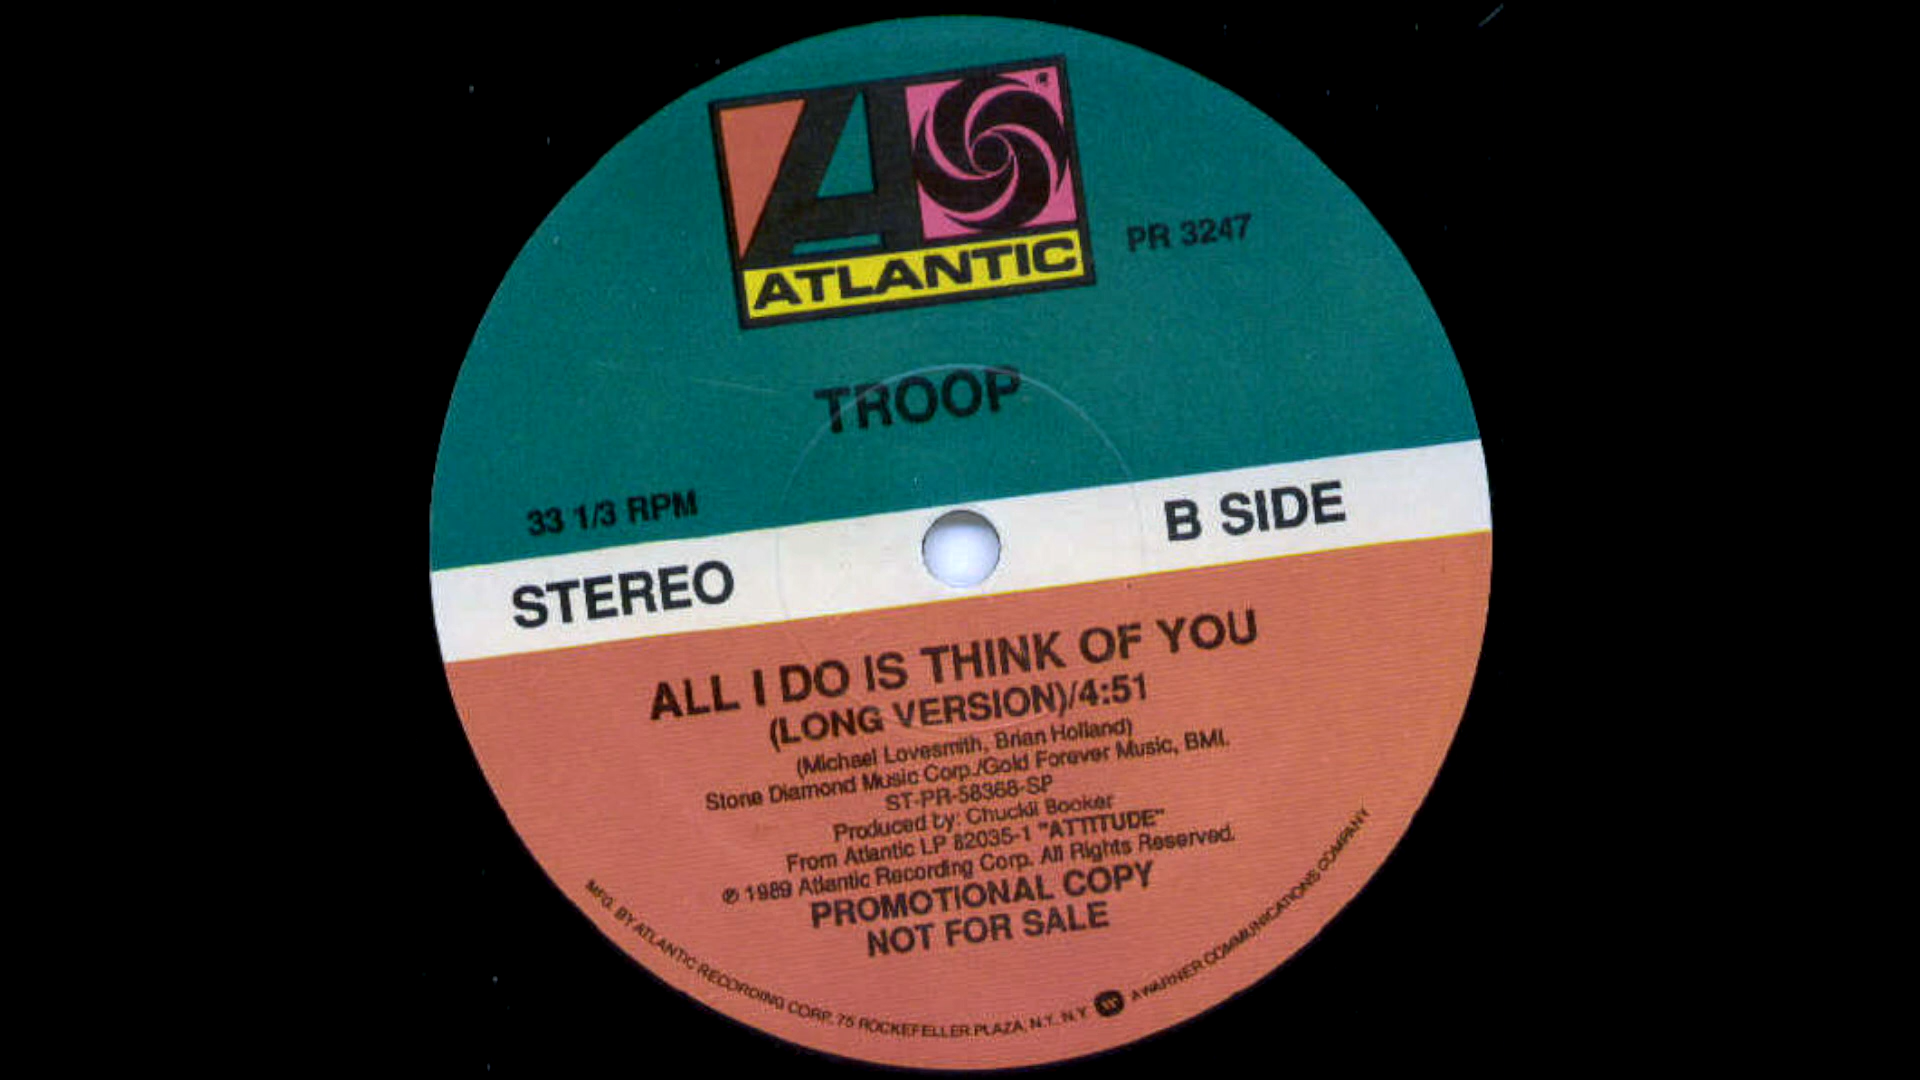 ATLANTIC
PR 3247
TROOP
33 1/3 RPM
STEREO
B SIDE
ALL I DO IS THINK OF YOU
(LONG VERSION)/4:51
(Michael Lovesmith, Brian Holland)
Stone Diamond Music Corp./Gold Forever Music, BMI.
ST-PR-58368-SP
Produced by: Chuckii Booker
From Atlantic LP 82035-1 "ATTITUDE"
℗ 1989 Atlantic Recording Corp. All Rights Reserved.
PROMOTIONAL COPY
NOT FOR SALE
MFG. BY ATLANTIC RECORDING CORP. 75 ROCKEFELLER PLAZA, N.Y., N.Y. A WARNER COMMUNICATIONS COMPANY